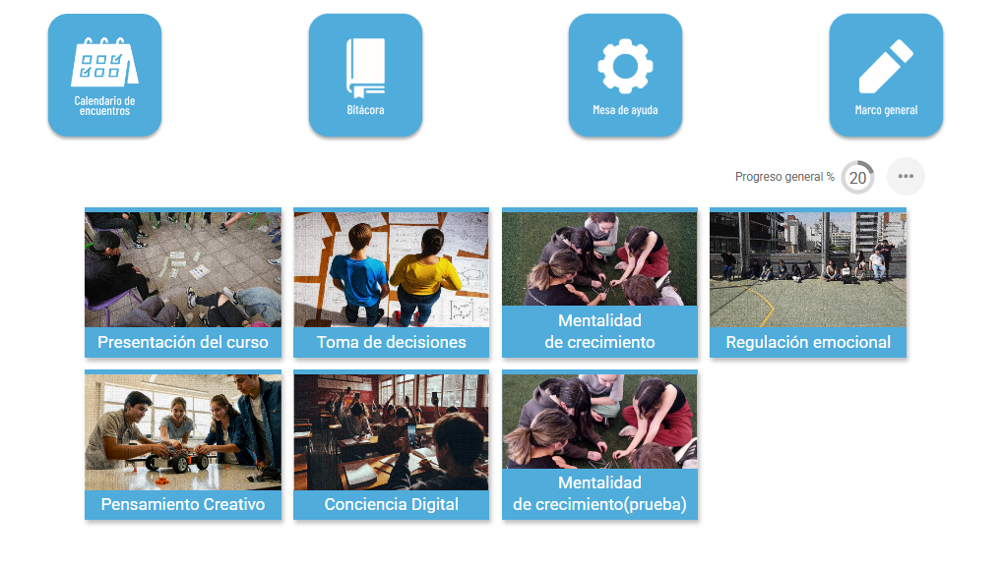 Calendario de
encuentros
Bitácora
Mesa de ayuda
Marco general
Progreso general % 20
Presentación del curso
Toma de decisiones
Mentalidad
de crecimiento
Regulación emocional
Pensamiento Creativo
Conciencia Digital
Mentalidad
de crecimiento(prueba)